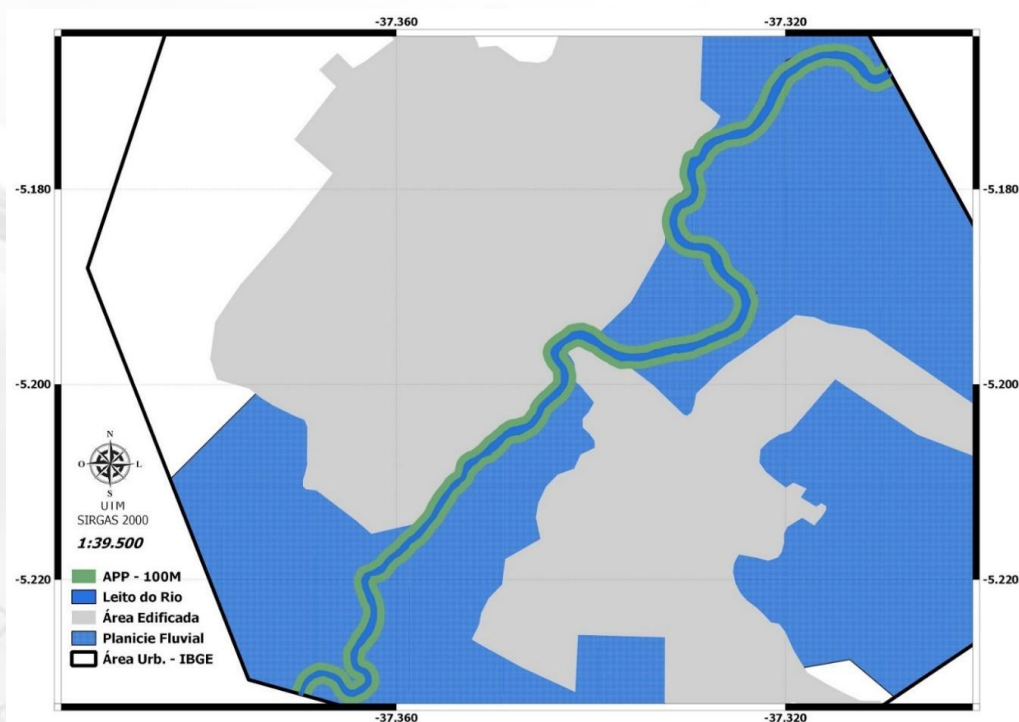 -37.360
-37.320
-5.180
-5.180
-5.200
-5.200
N
O
L
S
UIM
SIRGAS 2000
1:39.500
-5.220
-5.220
APP - 100M
Leito do Rio
Área Edificada
Planicie Fluvial
Área Urb. - IBGE
-37.360
-37.320